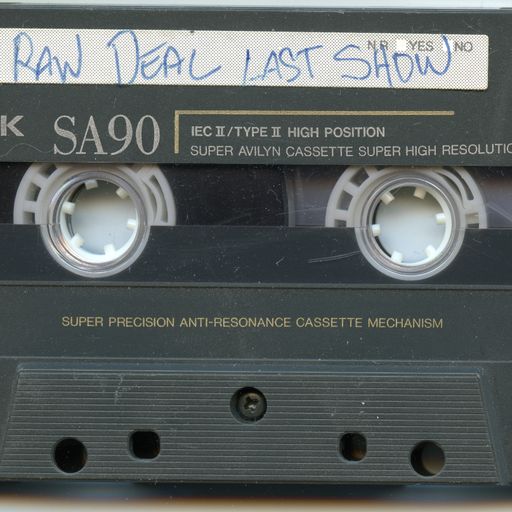 RAW DEAL LAST SHOW
N.R. YES NO
K SA90
IEC II/TYPE II HIGH POSITION
SUPER AVILYN CASSETTE SUPER HIGH RESOLUTIO
SUPER PRECISION ANTI-RESONANCE CASSETTE MECHANISM